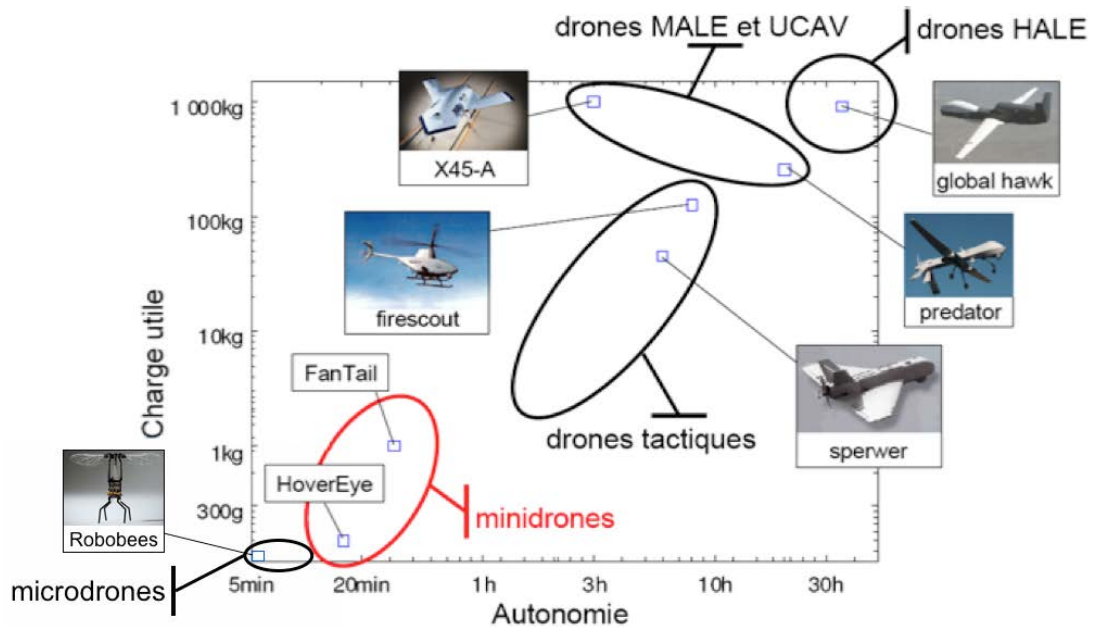 drones MALE et UCAV
drones HALE
1 000kg
X45-A
global hawk
100kg
firescout
predator
10kg
Charge utile
FanTail
drones tactiques
sperwer
1kg
HoverEye
300g
minidrones
Robobees
microdrones
5min
20min
1h
3h
10h
30h
Autonomie